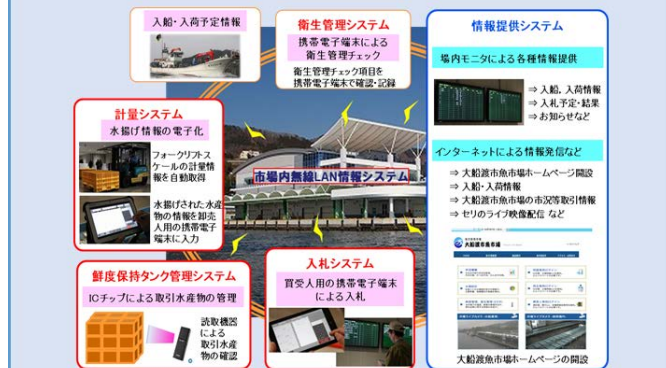 入船・入荷予定情報
衛生管理システム
携帯電子端末による
衛生管理チェック
衛生管理チェック項目を
携帯電子端末で確認・記録
計量システム
水揚げ情報の電子化
フォークリフトス
ケールの計量情
報を自動取得
水揚げされた水産
物の情報を卸売
人用の携帯電子
端末に入力
市場内無線LAN情報システム
鮮度保持タンク管理システム
ICチップによる取引水産物の管理
読取機器
による
取引水産
物の確認
入札システム
買受人用の携帯電子端末
による入札
情報提供システム
場内モニタによる各種情報提供
⇒ 入船，入荷情報
⇒ 入札予定・結果
⇒ お知らせなど
インターネットによる情報発信など
⇒ 大船渡市魚市場ホームページ開設
⇒ 入船・入荷情報
⇒ 大船渡市魚市場の市況等取引情報
⇒ セリのライブ映像配信 など
大船渡魚市場
大船渡魚市場ホームページの開設